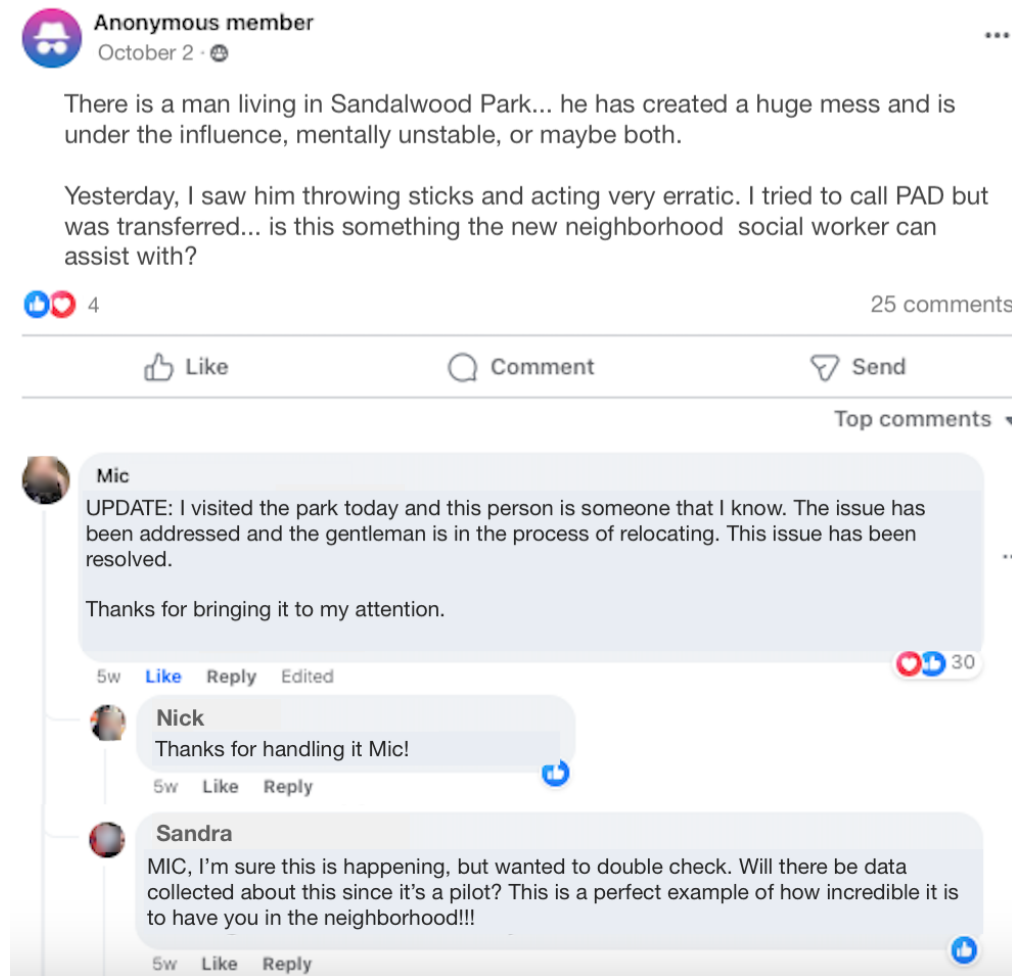 Anonymous member
October 2 ·
There is a man living in Sandalwood Park... he has created a huge mess and is
under the influence, mentally unstable, or maybe both.
Yesterday, I saw him throwing sticks and acting very erratic. I tried to call PAD but
was transferred... is this something the new neighborhood social worker can
assist with?
4
25 comments
Like
Comment
Send
Top comments
Mic
UPDATE: I visited the park today and this person is someone that I know. The issue has
been addressed and the gentleman is in the process of relocating. This issue has been
resolved.
Thanks for bringing it to my attention.
30
5w Like Reply Edited
Nick
Thanks for handling it Mic!
5w Like Reply
Sandra
MIC, I'm sure this is happening, but wanted to double check. Will there be data
collected about this since it's a pilot? This is a perfect example of how incredible it is
to have you in the neighborhood!!!
5w Like Reply